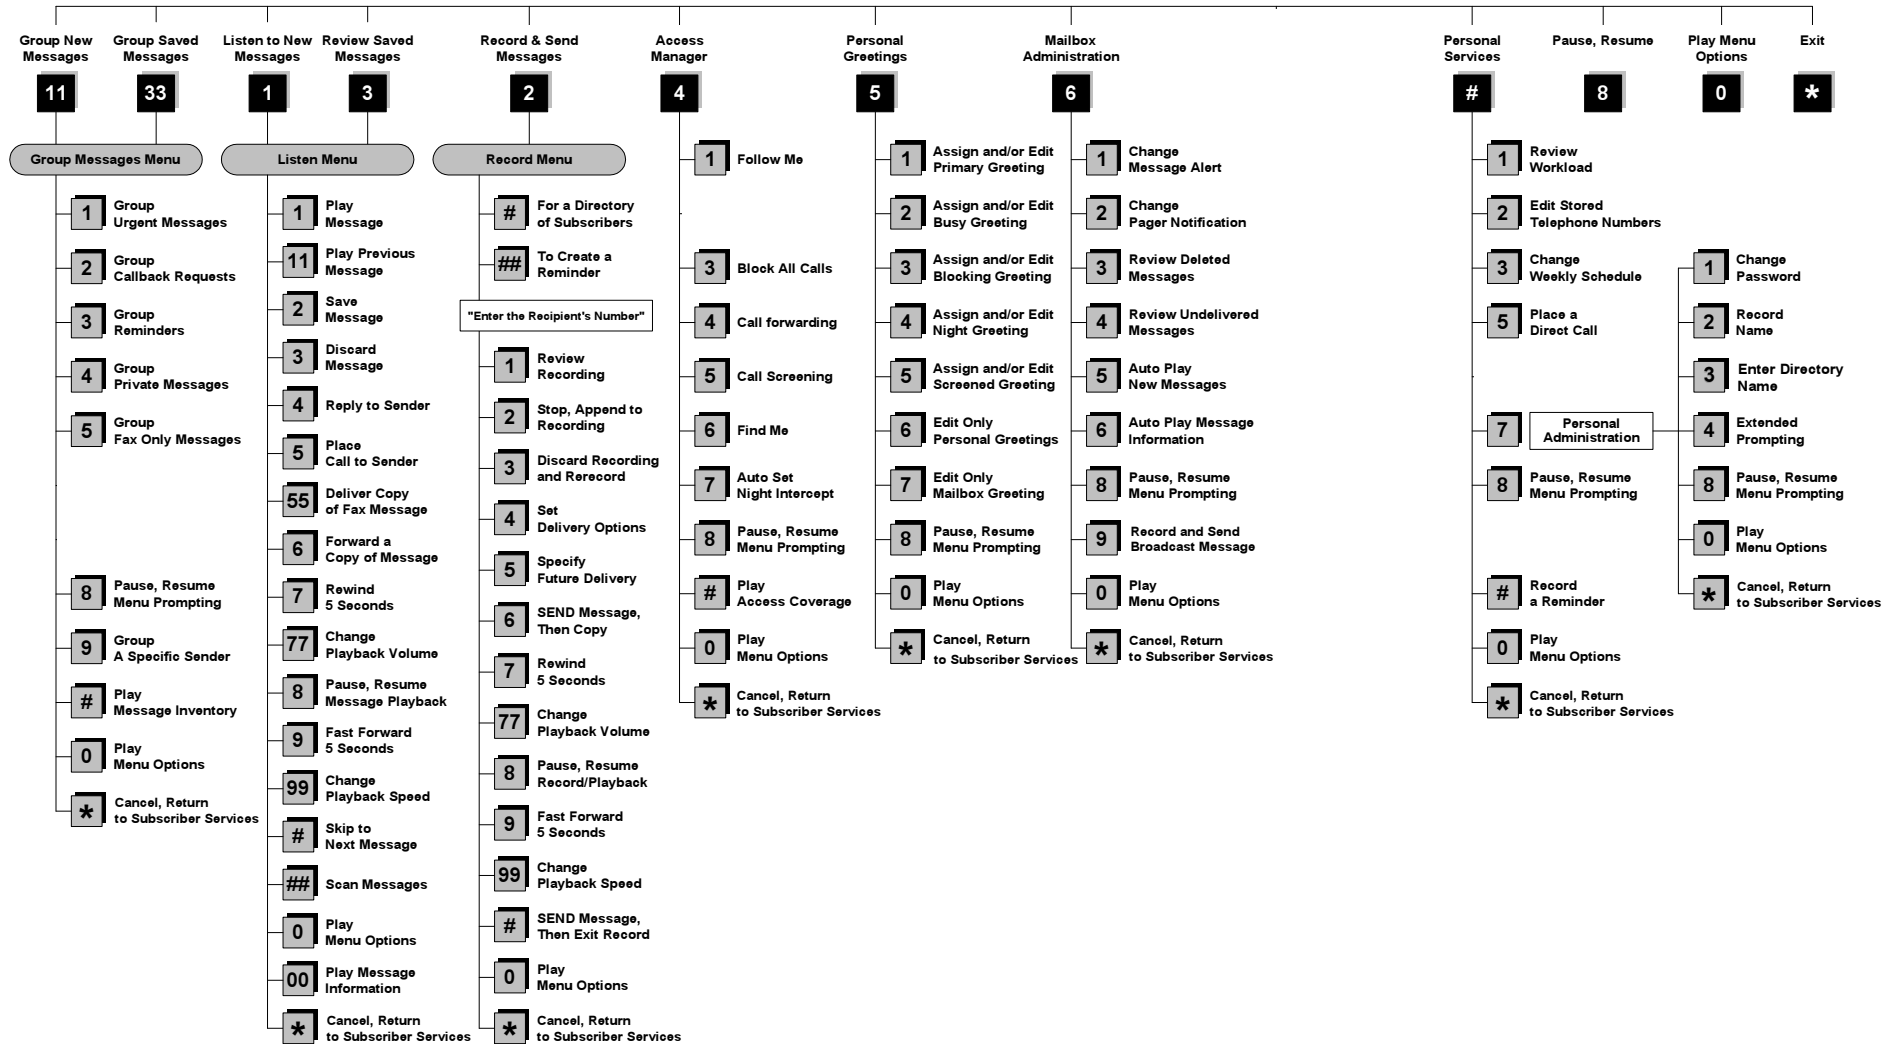 Group New
Messages
11
Group Saved
Messages
33
Listen to New
Messages
1
Review Saved
Messages
3
Record & Send
Messages
2
Access
Manager
4
Personal
Greetings
5
Mailbox
Administration
6
Personal
Services
#
Pause, Resume
8
Play Menu
Options
0
Exit
*
Group Messages Menu
1
Group
Urgent Messages
2
Group
Callback Requests
3
Group
Reminders
4
Group
Private Messages
5
Group
Fax Only Messages
8
Pause, Resume
Menu Prompting
9
Group
A Specific Sender
#
Play
Message Inventory
0
Play
Menu Options
*
Cancel, Return
to Subscriber Services
Listen Menu
1
Play
Message
11
Play Previous
Message
2
Save
Message
3
Discard
Message
4
Reply to Sender
5
Place
Call to Sender
55
Deliver Copy
of Fax Message
6
Forward a
Copy of Message
7
Rewind
5 Seconds
77
Change
Playback Volume
8
Pause, Resume
Message Playback
9
Fast Forward
5 Seconds
99
Change
Playback Speed
#
Skip to
Next Message
##
Scan Messages
0
Play
Menu Options
00
Play Message
Information
*
Cancel, Return
to Subscriber Services
Record Menu
#
For a Directory
of Subscribers
##
To Create a
Reminder
"Enter the Recipient's Number"
1
Review
Recording
2
Stop, Append to
Recording
3
Discard Recording
and Rerecord
4
Set
Delivery Options
5
Specify
Future Delivery
6
SEND Message,
Then Copy
7
Rewind
5 Seconds
77
Change
Playback Volume
8
Pause, Resume
Record/Playback
9
Fast Forward
5 Seconds
99
Change
Playback Speed
#
SEND Message,
Then Exit Record
0
Play
Menu Options
*
Cancel, Return
to Subscriber Services
1
Follow Me
3
Block All Calls
4
Call forwarding
5
Call Screening
6
Find Me
7
Auto Set
Night Intercept
8
Pause, Resume
Menu Prompting
#
Play
Access Coverage
0
Play
Menu Options
*
Cancel, Return
to Subscriber Services
1
Assign and/or Edit
Primary Greeting
2
Assign and/or Edit
Busy Greeting
3
Assign and/or Edit
Blocking Greeting
4
Assign and/or Edit
Night Greeting
5
Assign and/or Edit
Screened Greeting
6
Edit Only
Personal Greetings
7
Edit Only
Mailbox Greeting
8
Pause, Resume
Menu Prompting
0
Play
Menu Options
*
Cancel, Return
to Subscriber Services
1
Change
Message Alert
2
Change
Pager Notification
3
Review Deleted
Messages
4
Review Undelivered
Messages
5
Auto Play
New Messages
6
Auto Play Message
Information
8
Pause, Resume
Menu Prompting
9
Record and Send
Broadcast Message
0
Play
Menu Options
*
Cancel, Return
to Subscriber Services
1
Review
Workload
2
Edit Stored
Telephone Numbers
3
Change
Weekly Schedule
5
Place a
Direct Call
7
Personal
Administration
8
Pause, Resume
Menu Prompting
#
Record
a Reminder
0
Play
Menu Options
*
Cancel, Return
to Subscriber Services
1
Change
Password
2
Record
Name
3
Enter Directory
Name
4
Extended
Prompting
8
Pause, Resume
Menu Prompting
0
Play
Menu Options
*
Cancel, Return
to Subscriber Services